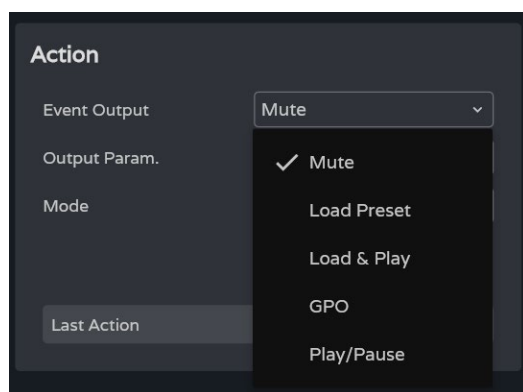 Action
Event Output
Mute
Output Param.
Mute
Mode
Load Preset
Load & Play
GPO
Last Action
Play/Pause